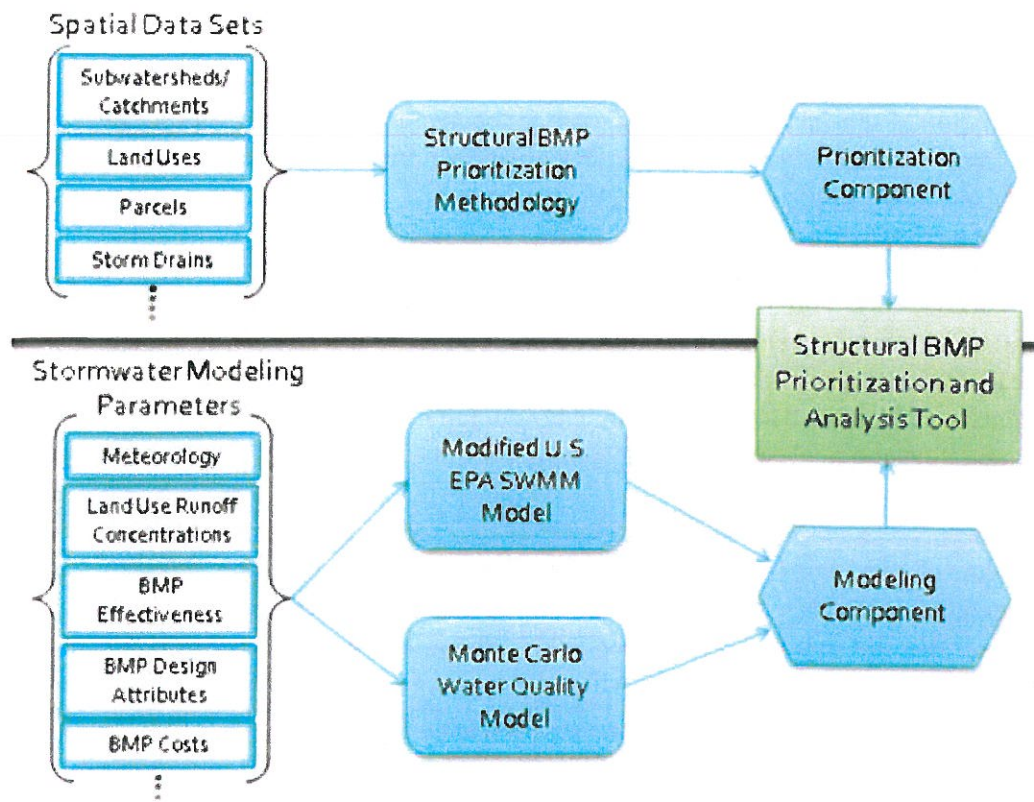 Spatial Data Sets
Subwatersheds/
Catchments
Land Uses
Parcels
Storm Drains
Structural BMP
Prioritization
Methodology
Prioritization
Component
Structural BMP
Prioritization and
Analysis Tool
Stormwater Modeling
Parameters
Meteorology
Land Use Runoff
Concentrations
BMP
Effectiveness
BMP Design
Attributes
BMP Costs
Modified U.S.
EPA SWMM
Model
Monte Carlo
Water Quality
Model
Modeling
Component